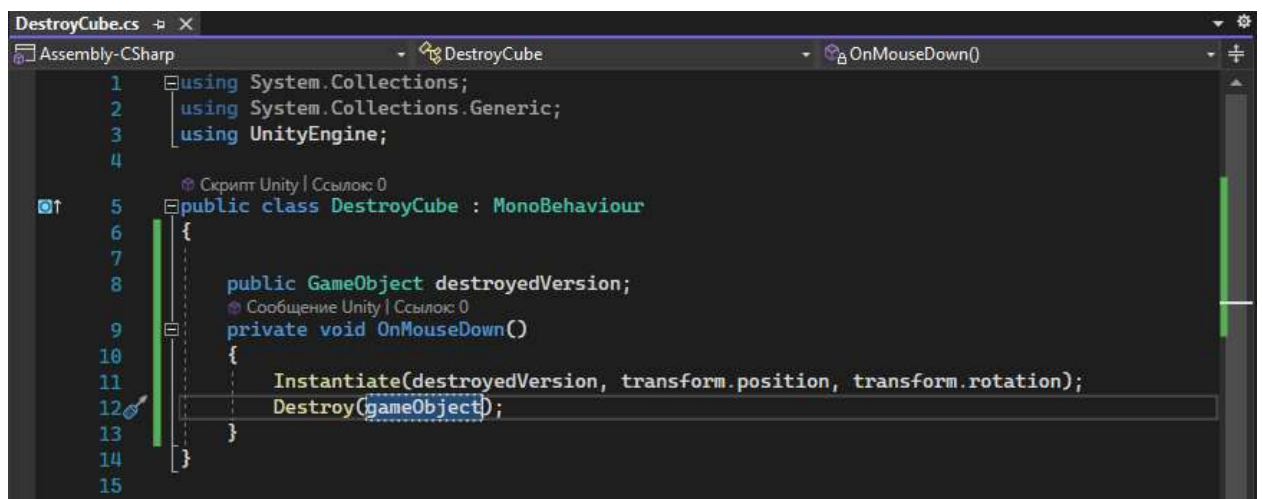 DestroyCube.cs
Assembly-CSharp DestroyCube OnMouseDown()
1 using System.Collections;
2 using System.Collections.Generic;
3 using UnityEngine;
4
Скрипт Unity | Ссылок: 0
5 public class DestroyCube : MonoBehaviour
6 {
7
8 public GameObject destroyedVersion;
Сообщение Unity | Ссылок: 0
9 private void OnMouseDown()
10 {
11 Instantiate(destroyedVersion, transform.position, transform.rotation);
12 Destroy(gameObject);
13 }
14 }
15